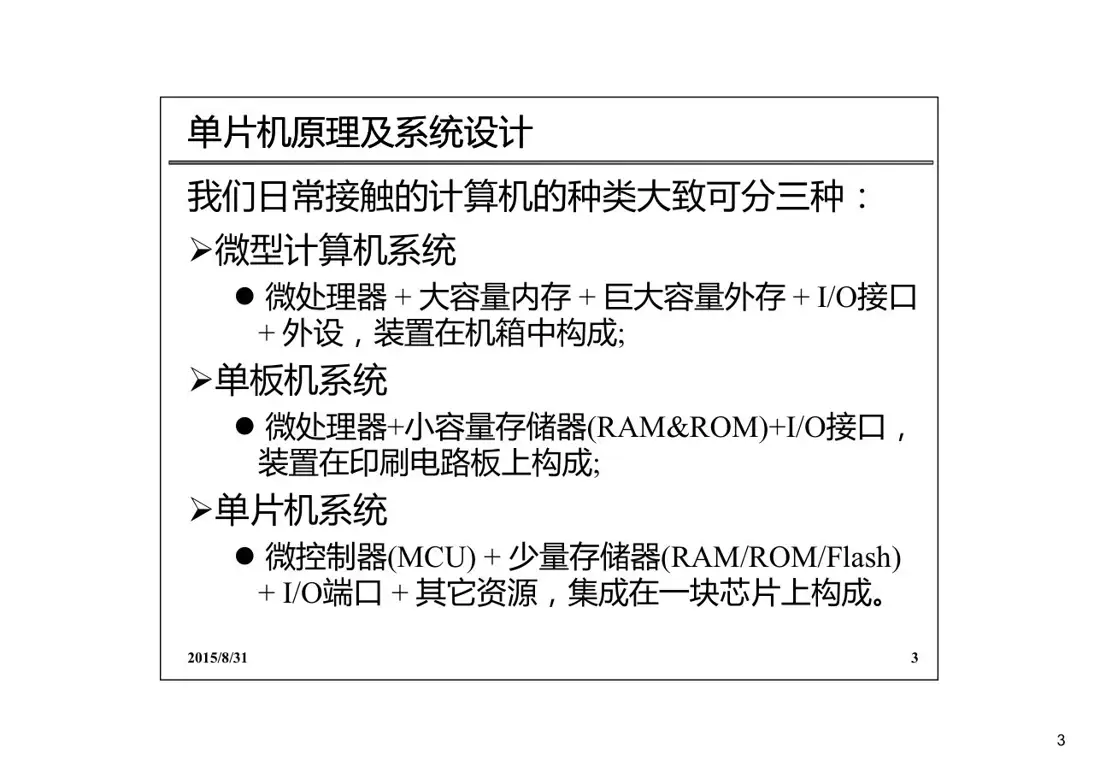 单片机原理及系统设计
我们日常接触的计算机的种类大致可分三种：
➢微型计算机系统
● 微处理器 + 大容量内存 + 巨大容量外存 + I/O接口
+ 外设，装置在机箱中构成;
➢单板机系统
● 微处理器+小容量存储器(RAM&ROM)+I/O接口，
装置在印刷电路板上构成;
➢单片机系统
● 微控制器(MCU) + 少量存储器(RAM/ROM/Flash)
+ I/O端口 + 其它资源，集成在一块芯片上构成。
2015/8/31 3
3